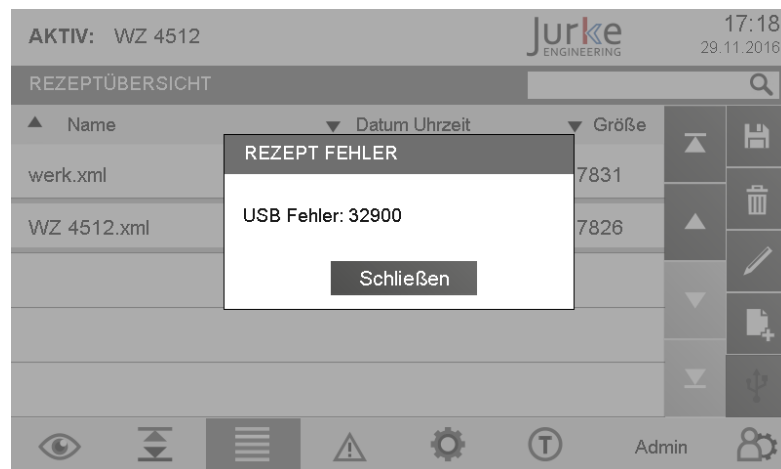 AKTIV: WZ 4512
Jurke
ENGINEERING
17:18
29.11.2016
REZEPTÜBERSICHT
Name
Datum Uhrzeit
Größe
REZEPT FEHLER
werk.xml
7831
USB Fehler: 32900
WZ 4512.xml
7826
Schließen
T
Admin